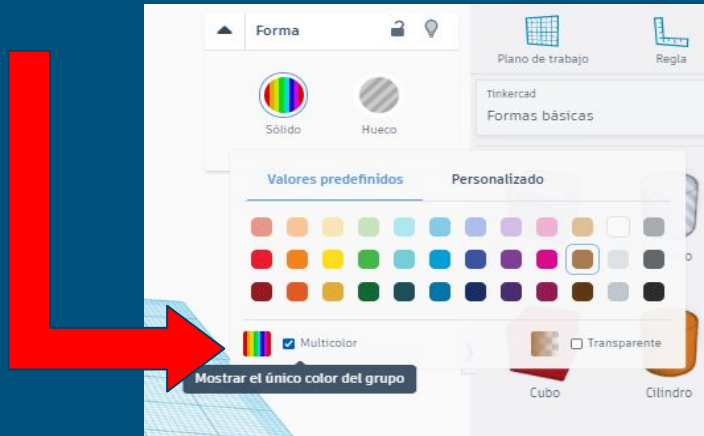 Forma
Plano de trabajo
Regla
Sólido
Hueco
Tinkercad
Formas básicas
Valores predefinidos
Personalizado
Multicolor
Transparente
Mostrar el único color del grupo
Cubo
Cilindro